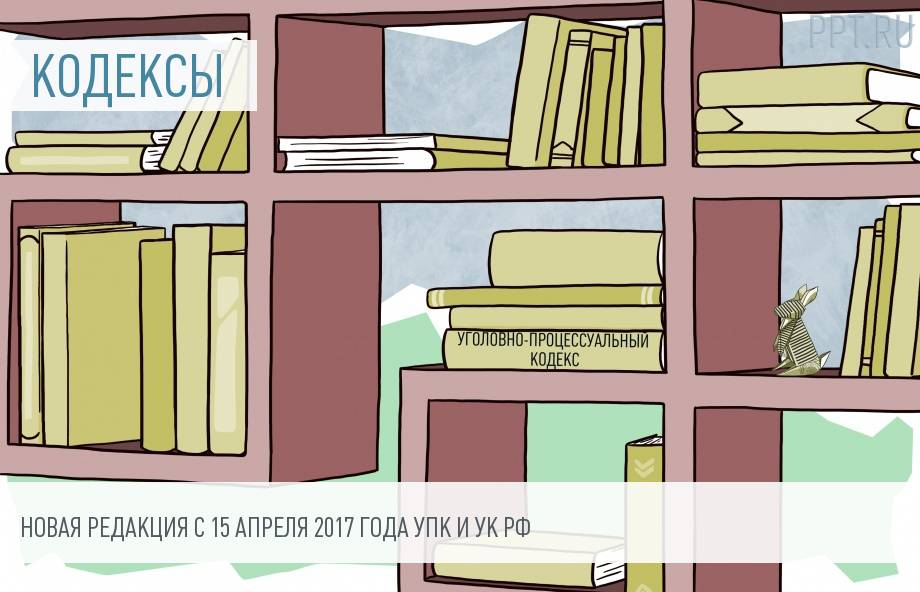 PPT.RU
КОДЕКСЫ
УГОЛОВНО-ПРОЦЕССУАЛЬНЫЙ
КОДЕКС
НОВАЯ РЕДАКЦИЯ С 15 АПРЕЛЯ 2017 ГОДА УПК И УК РФ